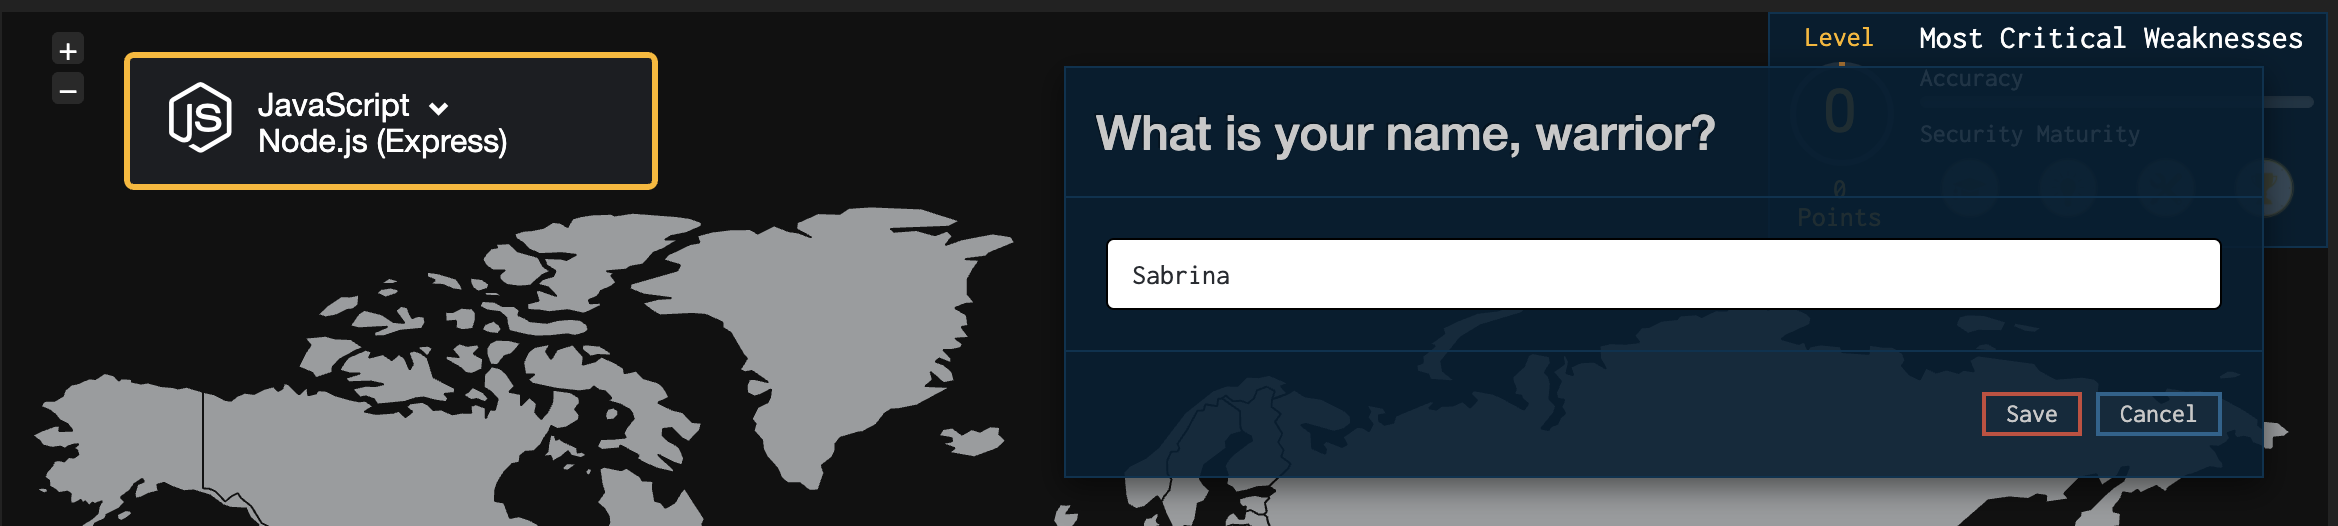 +
−
JS
JavaScript
Node.js (Express)
Level
Most Critical Weaknesses
Accuracy
0
Security Maturity
0
Points
What is your name, warrior?
Sabrina
Save
Cancel